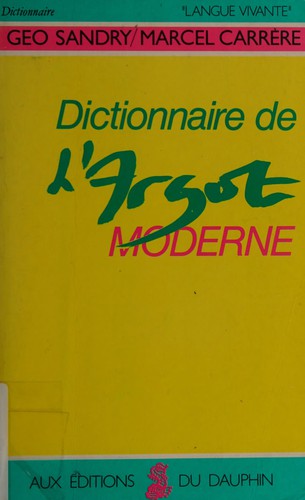 Dictionnaire "LANGUE VIVANTE"
GEO SANDRY/MARCEL CARRÈRE
Dictionnaire de
L'Argot
MODERNE
AUX ÉDITIONS DU DAUPHIN